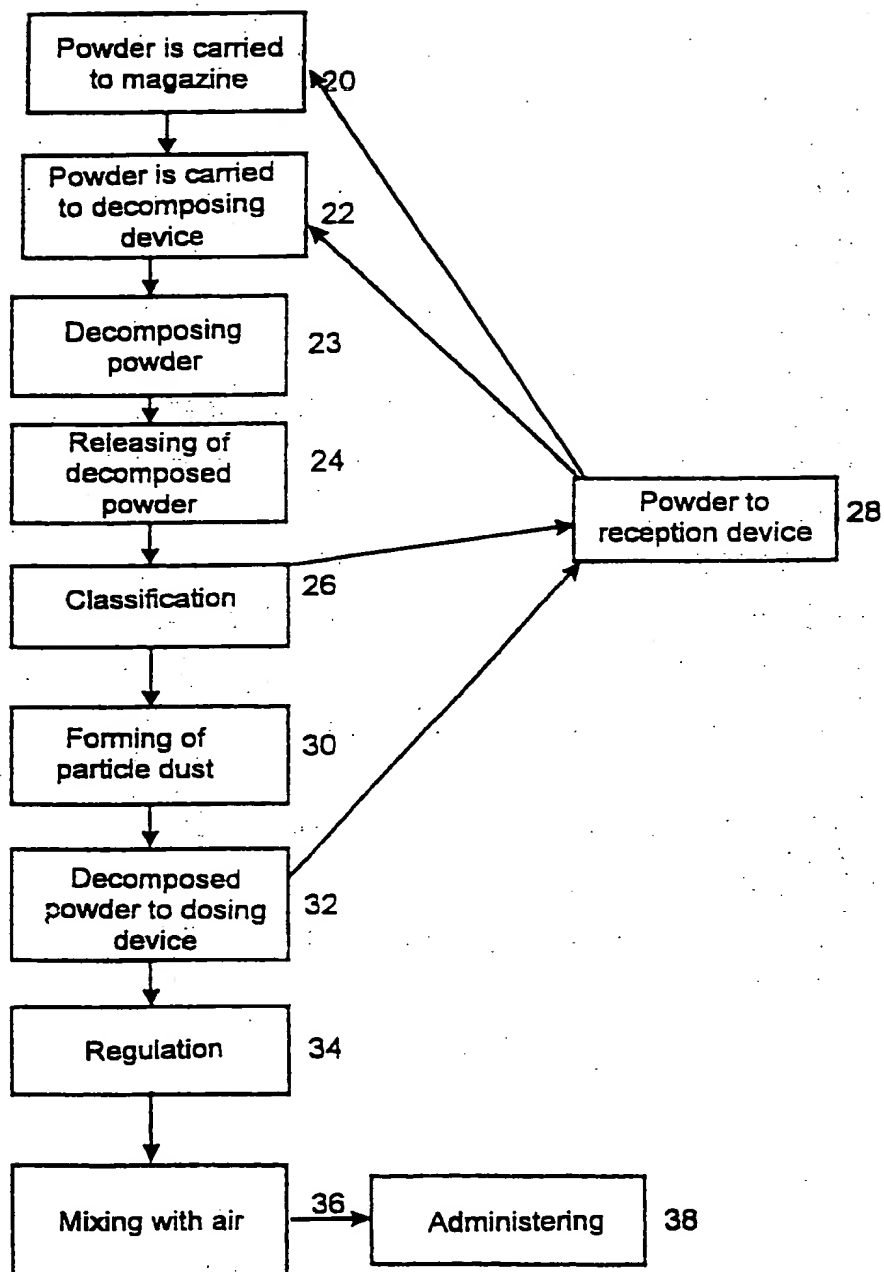 Powder is carried
to magazine
20
Powder is carried
to decomposing
device
22
Decomposing
powder
23
Releasing of
decomposed
powder
24
Powder to
reception device
28
Classification
26
Forming of
particle dust
30
Decomposed
powder to dosing
device
32
Regulation
34
Mixing with air
36
Administering
38